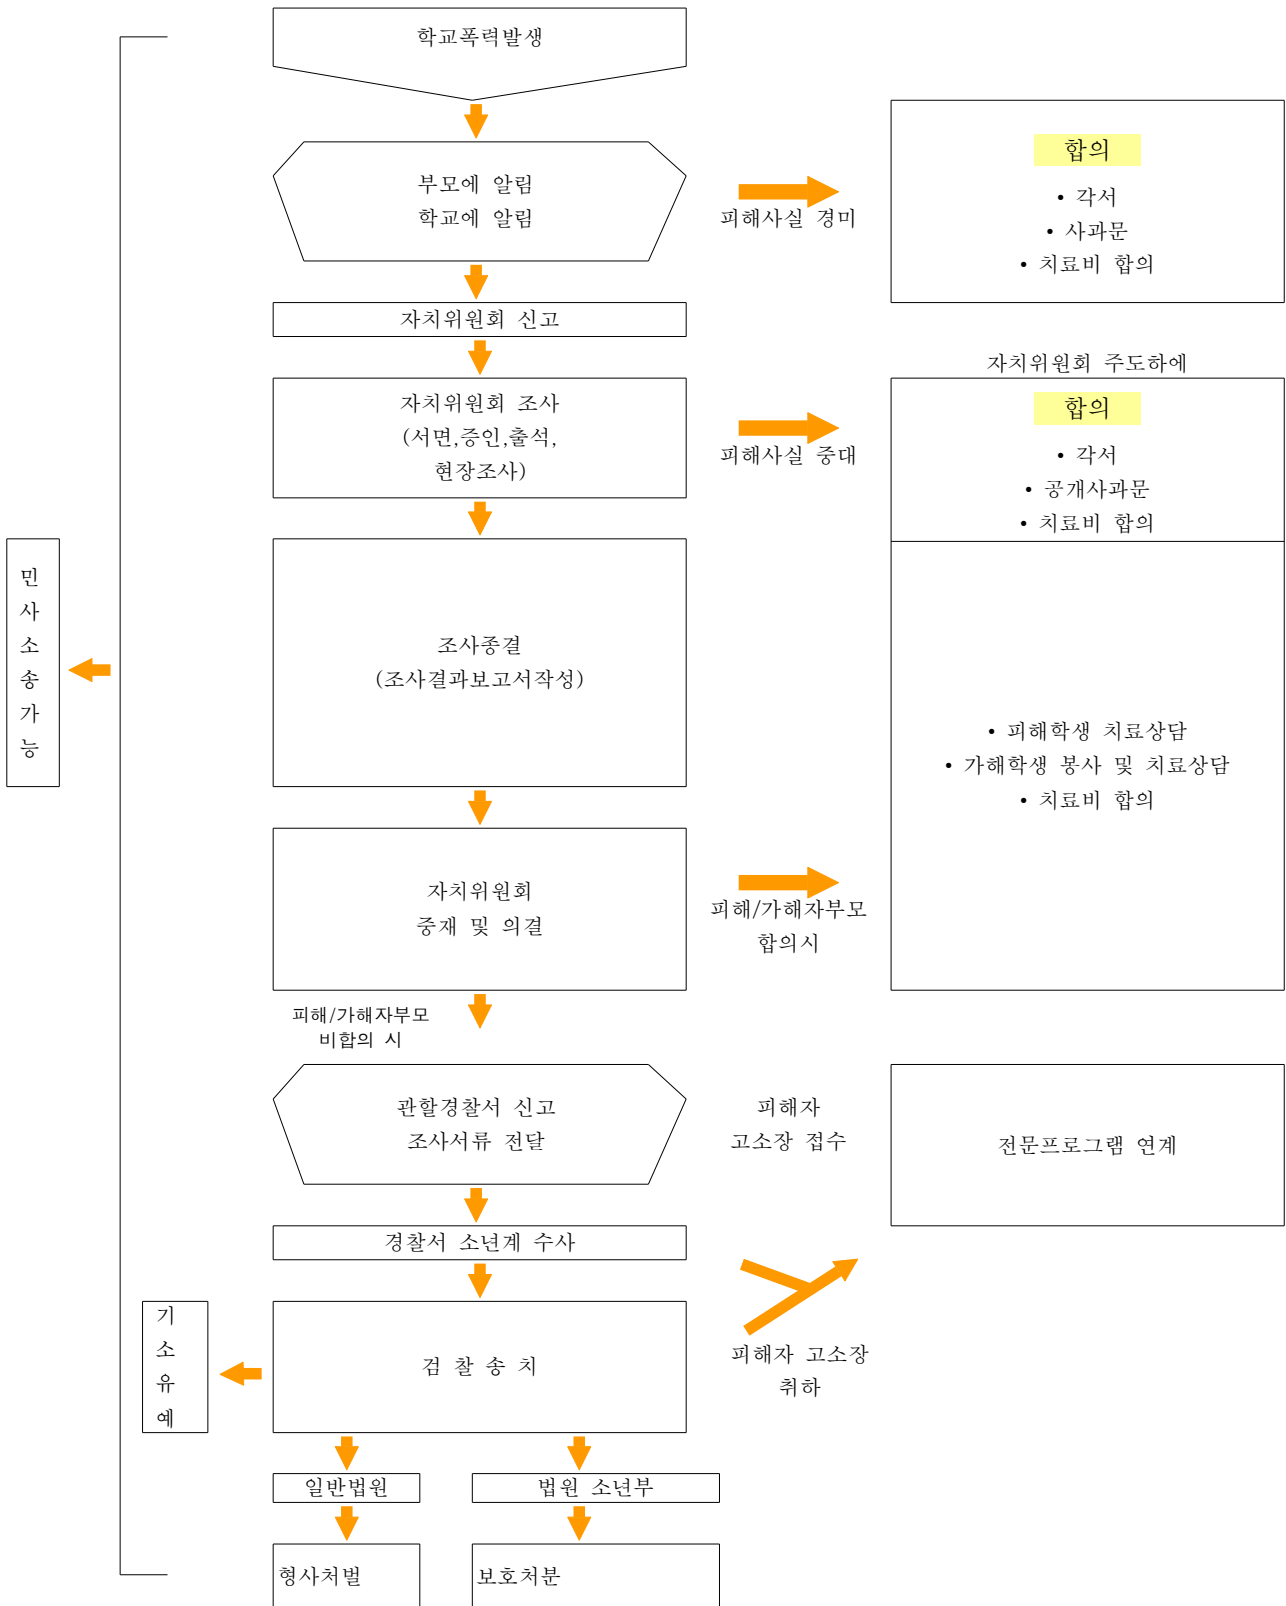 학교폭력발생
부모에 알림
학교에 알림
피해사실 경미
합의
• 각서
• 사과문
• 치료비 합의
자치위원회 신고
자치위원회 조사
(서면,증인,출석,
현장조사)
피해사실 중대
자치위원회 주도하에
합의
• 각서
• 공개사과문
• 치료비 합의
민
사
소
송
가
능
조사종결
(조사결과보고서작성)
• 피해학생 치료상담
• 가해학생 봉사 및 치료상담
• 치료비 합의
자치위원회
중재 및 의결
피해/가해자부모
합의시
피해/가해자부모
비합의 시
관할경찰서 신고
조사서류 전달
피해자
고소장 접수
전문프로그램 연계
경찰서 소년계 수사
기
소
유
예
검 찰 송 치
피해자 고소장
취하
일반법원
법원 소년부
형사처벌
보호처분